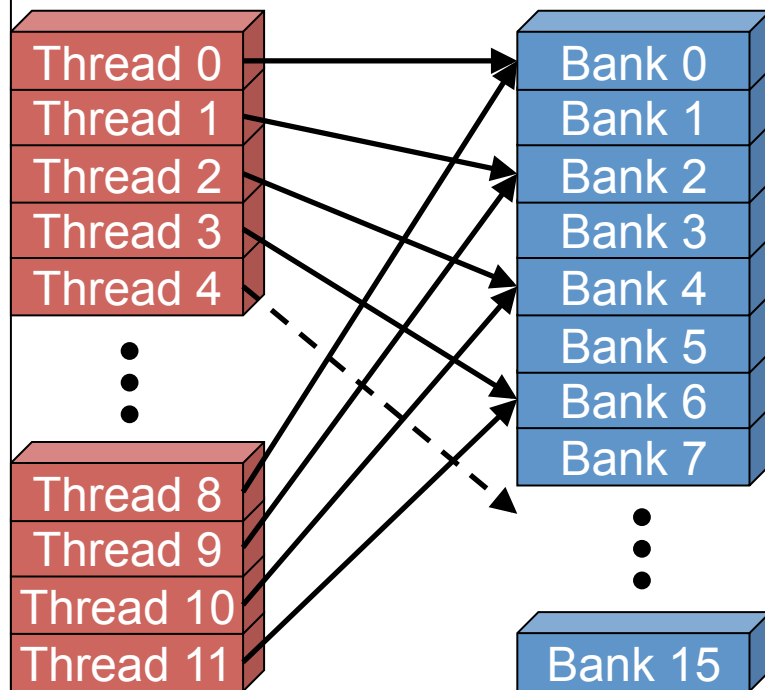 Thread 0
Thread 1
Thread 2
Thread 3
Thread 4
Thread 8
Thread 9
Thread 10
Thread 11
Bank 0
Bank 1
Bank 2
Bank 3
Bank 4
Bank 5
Bank 6
Bank 7
Bank 15